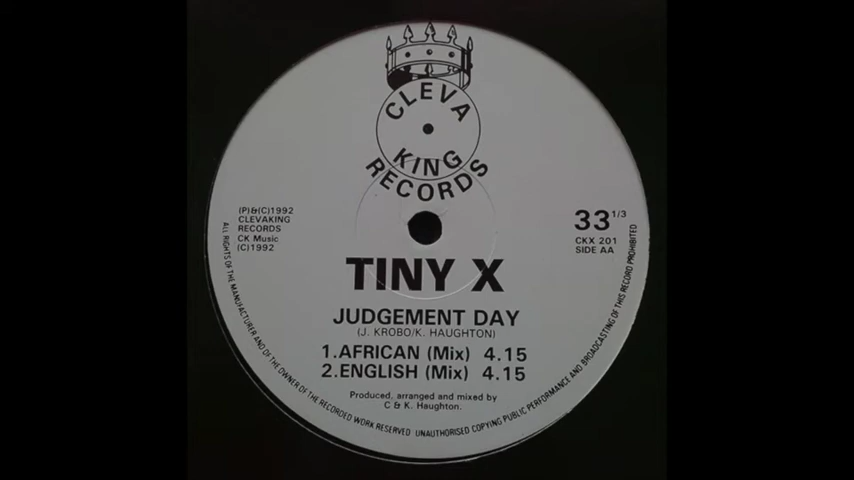 CLEVA
KING
RECORDS
(P)&(C)1992
CLEVAKING
RECORDS
CK Music
(C)1992
33 1/3
CKX 201
SIDE AA
TINY X
JUDGEMENT DAY
(J. KROBO/K. HAUGHTON)
1.AFRICAN (Mix) 4.15
2.ENGLISH (Mix) 4.15
Produced, arranged and mixed by
C & K. Haughton.
ALL RIGHTS OF THE MANUFACTURER AND OF THE OWNER OF THE RECORDED WORK RESERVED UNAUTHORISED COPYING PUBLIC PERFORMANCE AND BROADCASTING OF THIS RECORD PROHIBITED